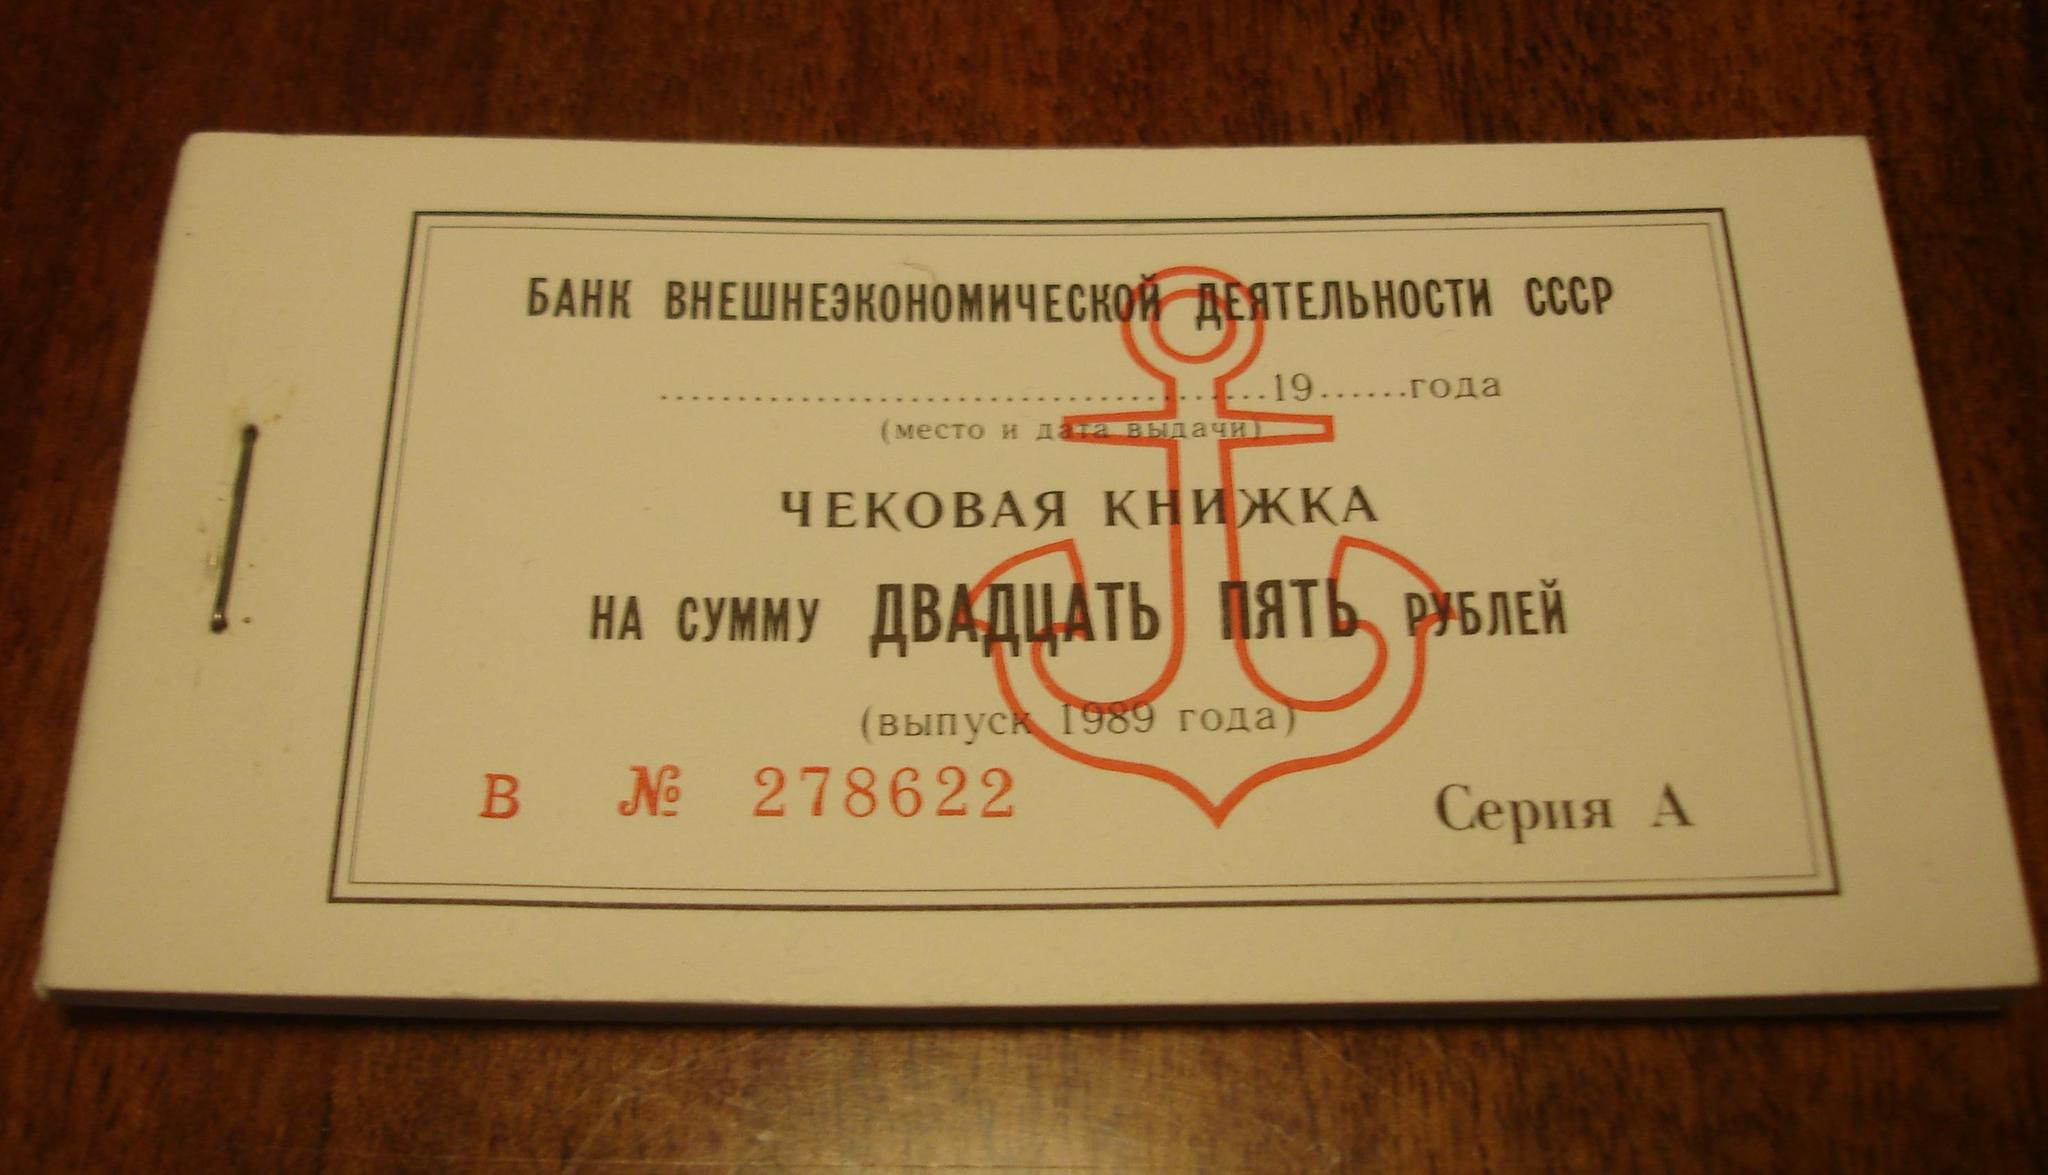 БАНК ВНЕШНЕЭКОНОМИЧЕСКОЙ ДЕЯТЕЛЬНОСТИ СССР
........................................19......года
(место и дата выдачи)
ЧЕКОВАЯ КНИЖКА
НА СУММУ ДВАДЦАТЬ ПЯТЬ РУБЛЕЙ
(выпуск 1989 года)
В № 278622 Серия А